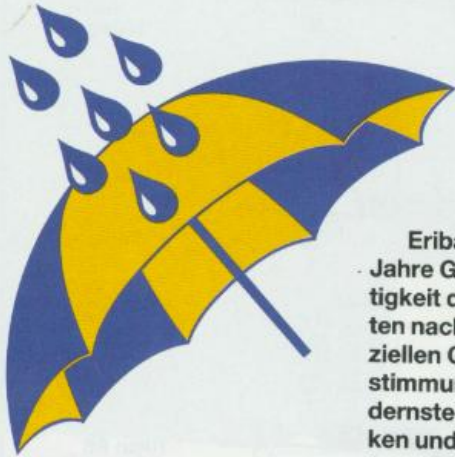 Eriba
Jahre G
tigkeit d
ten nach
ziellen G
stimmu
dernste
ken und